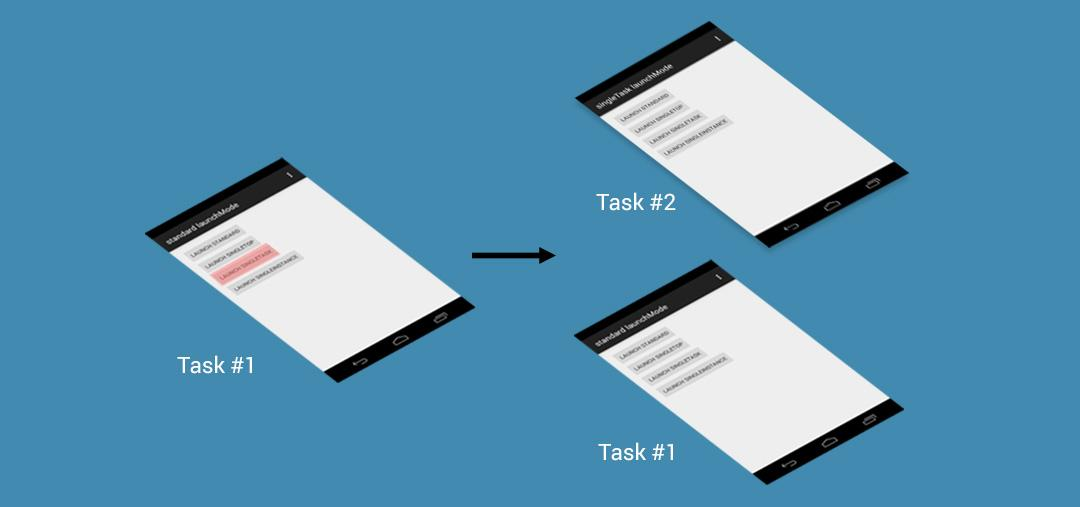 standard launchMode
LAUNCH STANDARD
LAUNCH SINGLETOP
LAUNCH SINGLETASK
LAUNCH SINGLEINSTANCE
Task #1
singleTask launchMode
LAUNCH STANDARD
LAUNCH SINGLETOP
LAUNCH SINGLETASK
LAUNCH SINGLEINSTANCE
Task #2
standard launchMode
LAUNCH STANDARD
LAUNCH SINGLETOP
LAUNCH SINGLETASK
LAUNCH SINGLEINSTANCE
Task #1